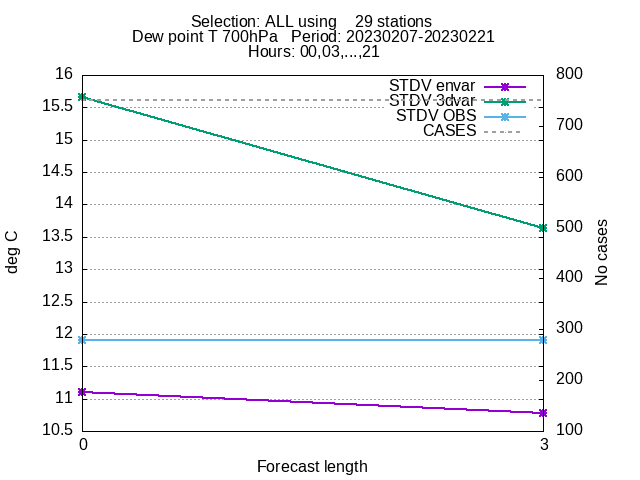 Selection: ALL using    29 stations
Dew point T 700hPa   Period: 20230207-20230221
Hours: 00,03,...,21
STDV envar
STDV 3dvar
STDV OBS
CASES
16
15.5
15
14.5
14
13.5
13
12.5
12
11.5
11
10.5
deg C
800
700
600
500
400
300
200
100
No cases
0
3
Forecast length